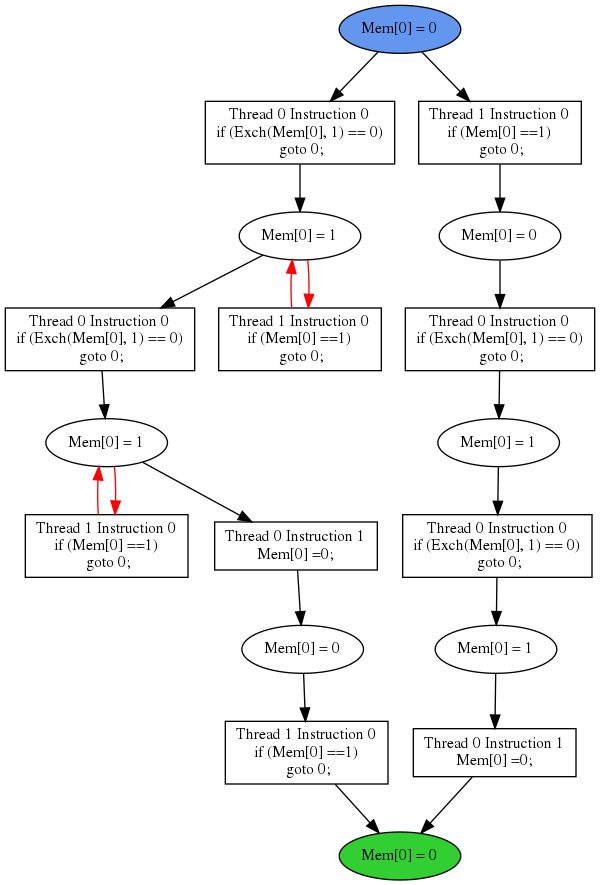 Mem[0] = 0
Thread 0 Instruction 0
if (Exch(Mem[0], 1) == 0)
goto 0;
Thread 1 Instruction 0
if (Mem[0] ==1)
goto 0;
Mem[0] = 1
Mem[0] = 0
Thread 0 Instruction 0
if (Exch(Mem[0], 1) == 0)
goto 0;
Thread 1 Instruction 0
if (Mem[0] ==1)
goto 0;
Thread 0 Instruction 0
if (Exch(Mem[0], 1) == 0)
goto 0;
Mem[0] = 1
Mem[0] = 1
Thread 1 Instruction 0
if (Mem[0] ==1)
goto 0;
Thread 0 Instruction 1
Mem[0] =0;
Thread 0 Instruction 0
if (Exch(Mem[0], 1) == 0)
goto 0;
Mem[0] = 0
Mem[0] = 1
Thread 1 Instruction 0
if (Mem[0] ==1)
goto 0;
Thread 0 Instruction 1
Mem[0] =0;
Mem[0] = 0